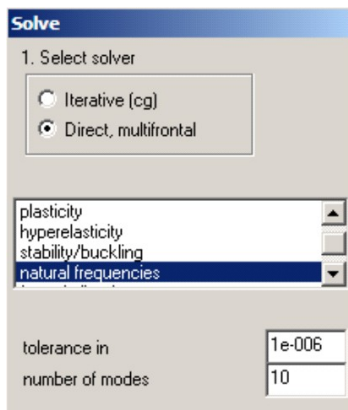 Solve
1. Select solver
Iterative (cg)
Direct, multifrontal
plasticity
hyperelasticity
stability/buckling
natural frequencies
tolerance in 1e-006
number of modes 10